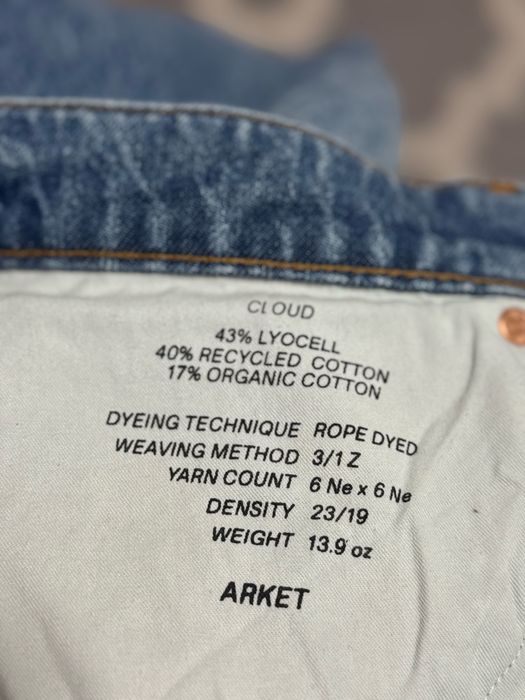 CLOUD
43% LYOCELL
40% RECYCLED COTTON
17% ORGANIC COTTON
DYEING TECHNIQUE ROPE DYED
WEAVING METHOD 3/1 Z
YARN COUNT 6 Ne x 6 Ne
DENSITY 23/19
WEIGHT 13.9 oz
ARKET